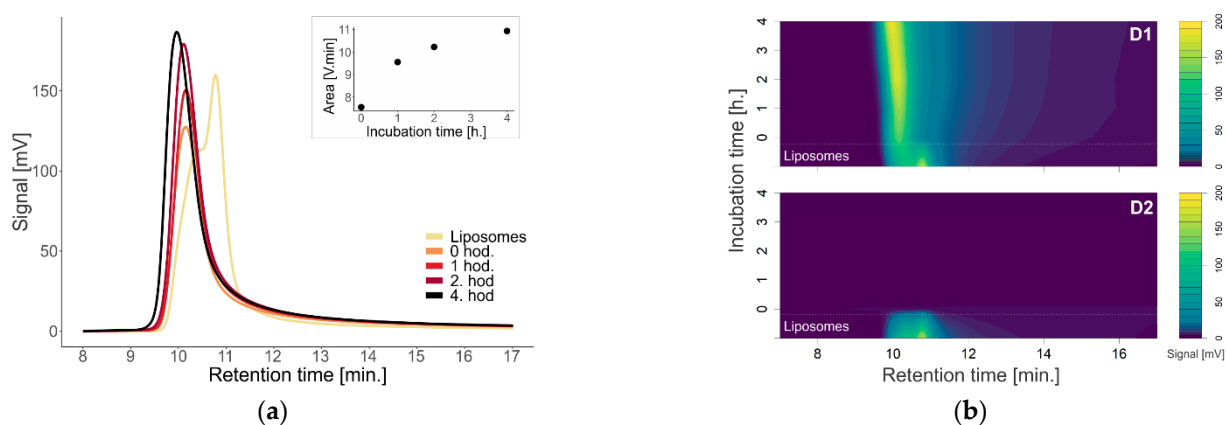 Signal [mV]
150
100
50
0
8 9 10 11 12 13 14 15 16 17
Retention time [min.]
Area [V.min]
11
10
9
8
0 1 2 4
Incubation time [h.]
Liposomes
0 hod.
1 hod.
2. hod
4. hod
(a)
Incubation time [h.]
4
3
2
1
0
D1
Liposomes
200
150
100
50
0
4
3
2
1
0
D2
Liposomes
200
150
100
50
0
8 10 12 14 16
Signal [mV]
Retention time [min.]
(b)